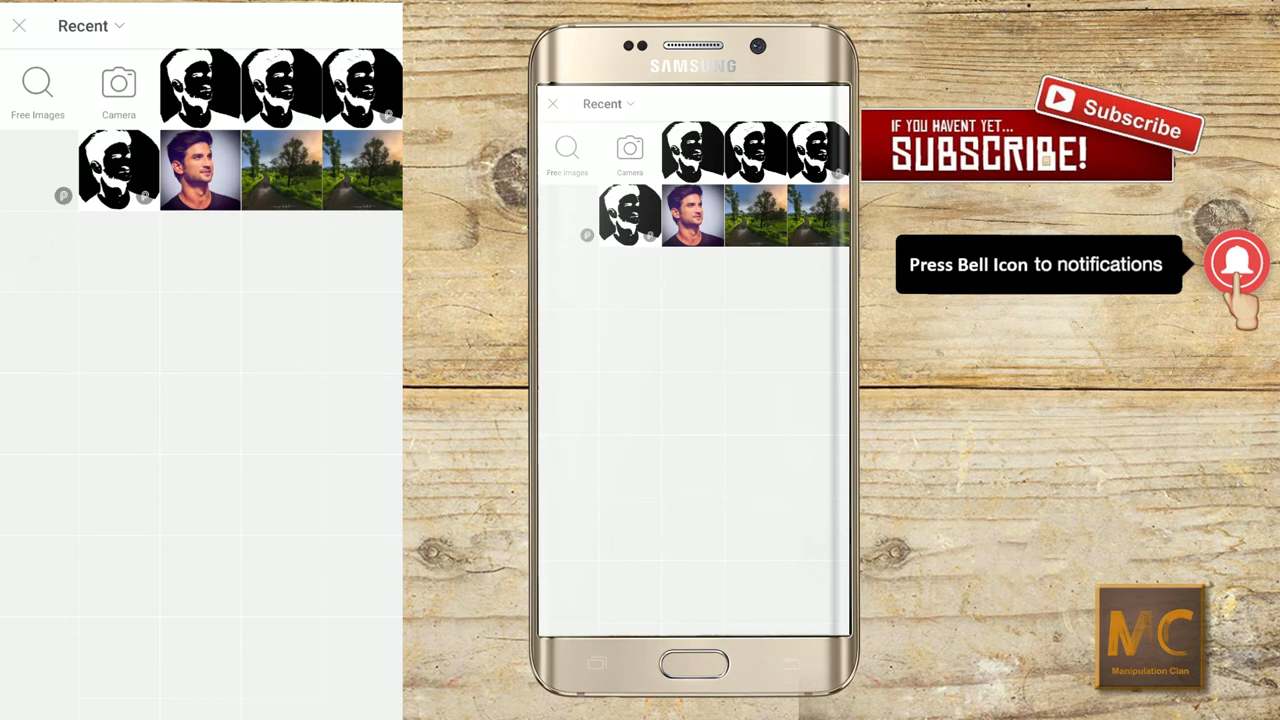 Recent
Free Images
Camera
SAMSUNG
Recent
Free Images
Camera
IF YOU HAVENT YET...
SUBSCRIBE!
Subscribe
Press Bell Icon to notifications
MC
Manipulation Clan